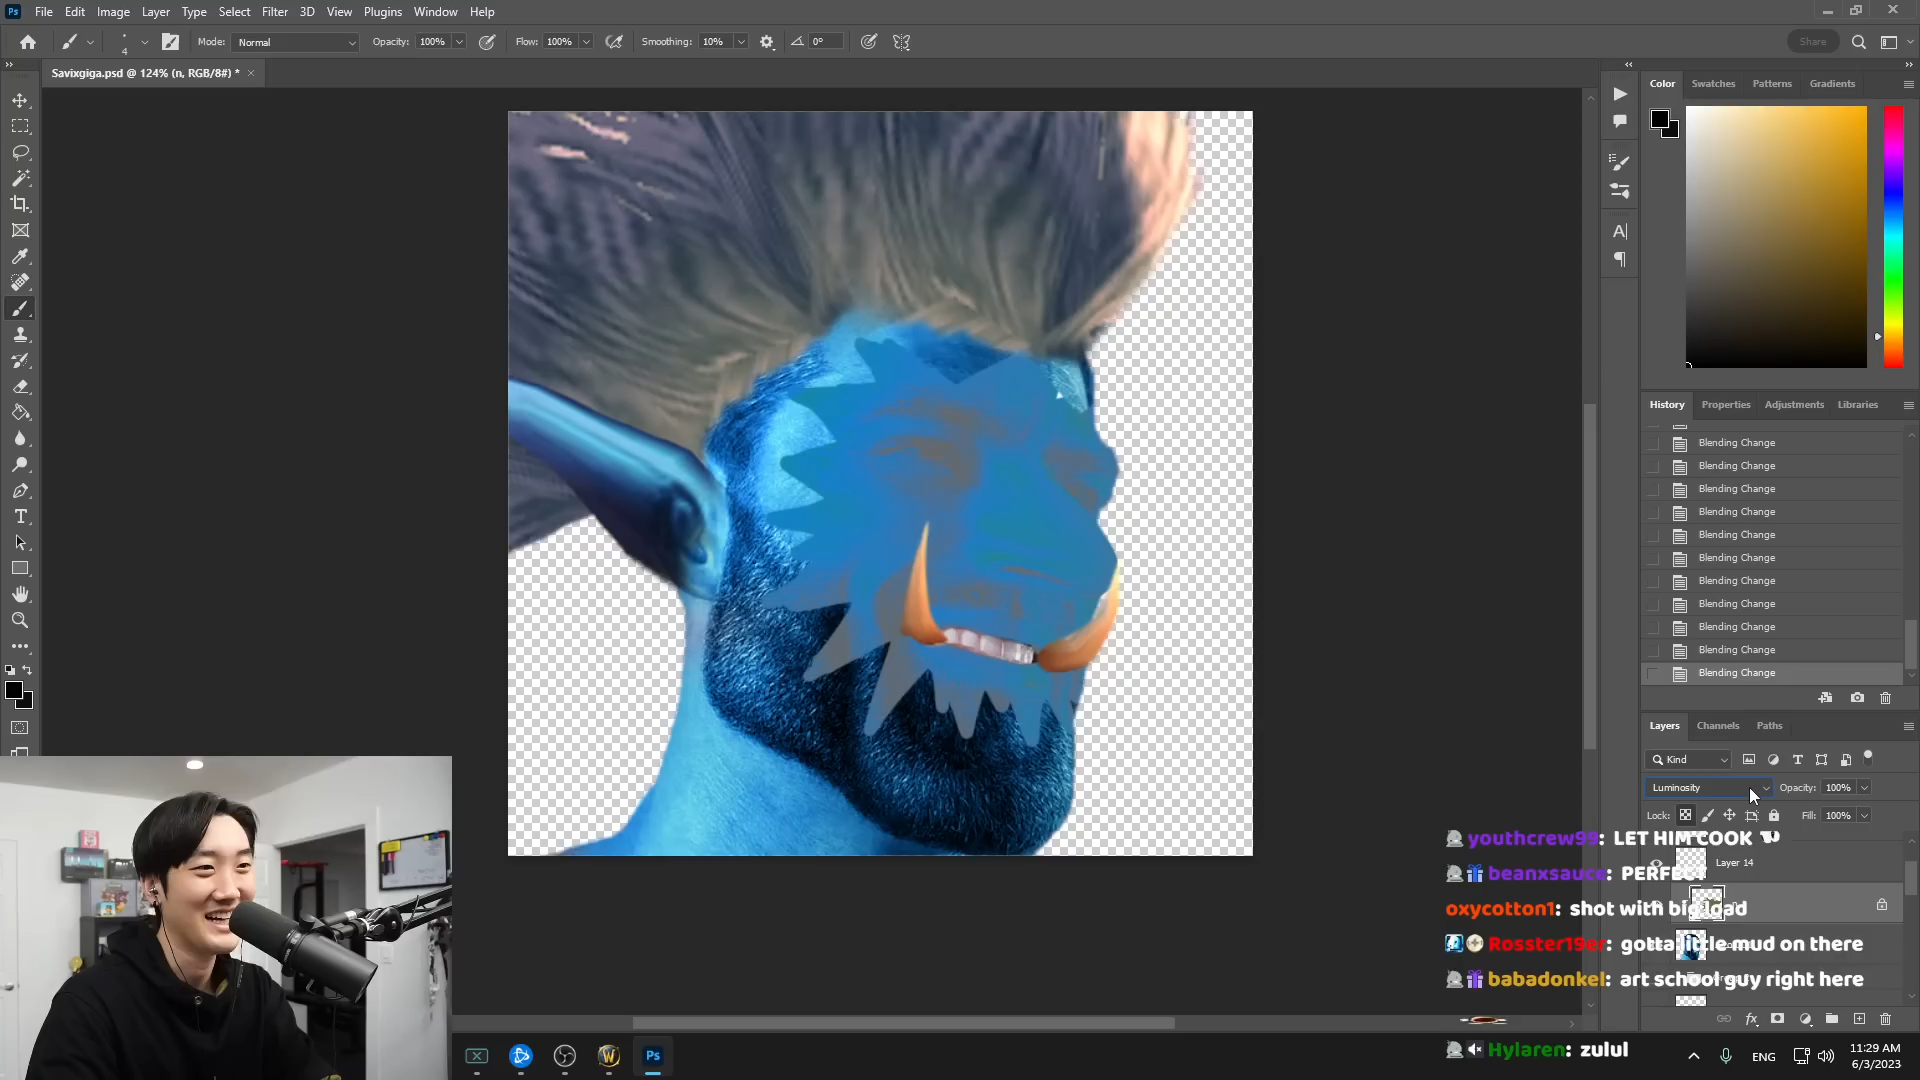 Ps File Edit Image Layer Type Select Filter 3D View Plugins Window Help
4 Mode: Normal Opacity: 100% Flow: 100% Smoothing: 10% 0° Share
Savixgiga.psd @ 124% (n, RGB/8#) *
Color Swatches Patterns Gradients
History Properties Adjustments Libraries
Blending Change
Blending Change
Blending Change
Blending Change
Blending Change
Blending Change
Blending Change
Blending Change
Blending Change
Blending Change
Blending Change
Layers Channels Paths
Kind
Luminosity Opacity: 100%
Lock: Fill: 100%
youthcrew99: LET HIM COOK
Layer 14
beanxsauce: PERFECT
oxycotton1: shot with big load
Rosster19er: gotta little mud on there
babadonkel: art school guy right here
Hylaren: zulul
Ps
ENG
11:29 AM
6/3/2023